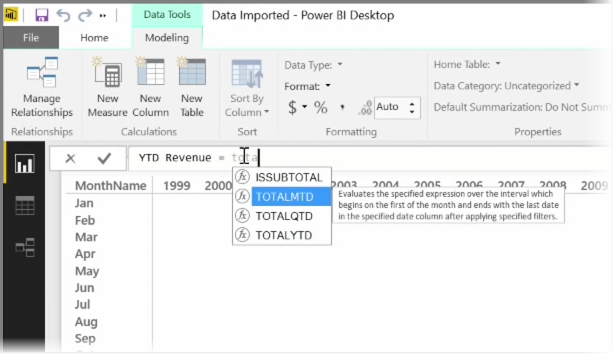 Data Tools
Data Imported - Power BI Desktop
File
Home
Modeling
Manage
Relationships
New
Measure
New
Column
New
Table
Sort By
Column
Data Type:
Format:
$ % , .00 Auto
Home Table:
Data Category: Uncategorized
Default Summarization: Do Not Summ
Relationships
Calculations
Sort
Formatting
Properties
YTD Revenue = tota
ISSUBTOTAL
TOTALMTD
TOTALQTD
TOTALYTD
Evaluates the specified expression over the interval which
begins on the first of the month and ends with the last date
in the specified date column after applying specified filters.
MonthName 1999 2000 2003 2004 2005 2006 2007 2008 2009
Jan
Feb
Mar
Apr
May
Jun
Jul
Aug
Sep